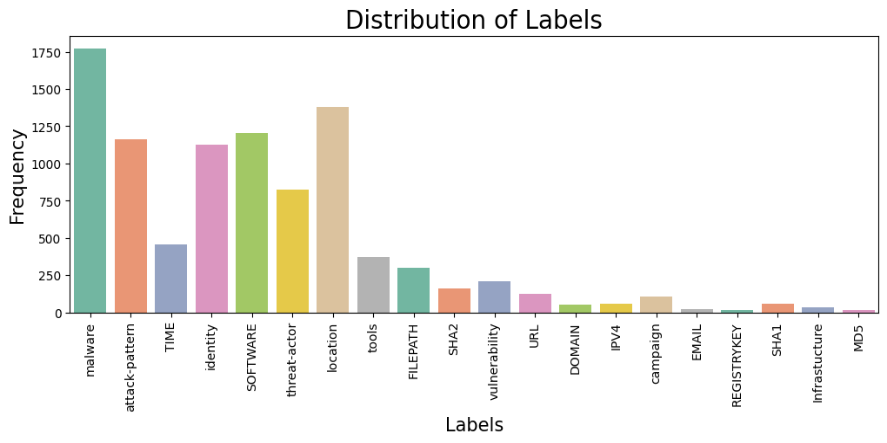 Distribution of Labels
Frequency
1750
1500
1250
1000
750
500
250
0
malware
attack-pattern
TIME
identity
SOFTWARE
threat-actor
location
tools
FILEPATH
SHA2
vulnerability
URL
DOMAIN
IPV4
campaign
EMAIL
REGISTRYKEY
SHA1
Infrastucture
MD5
Labels